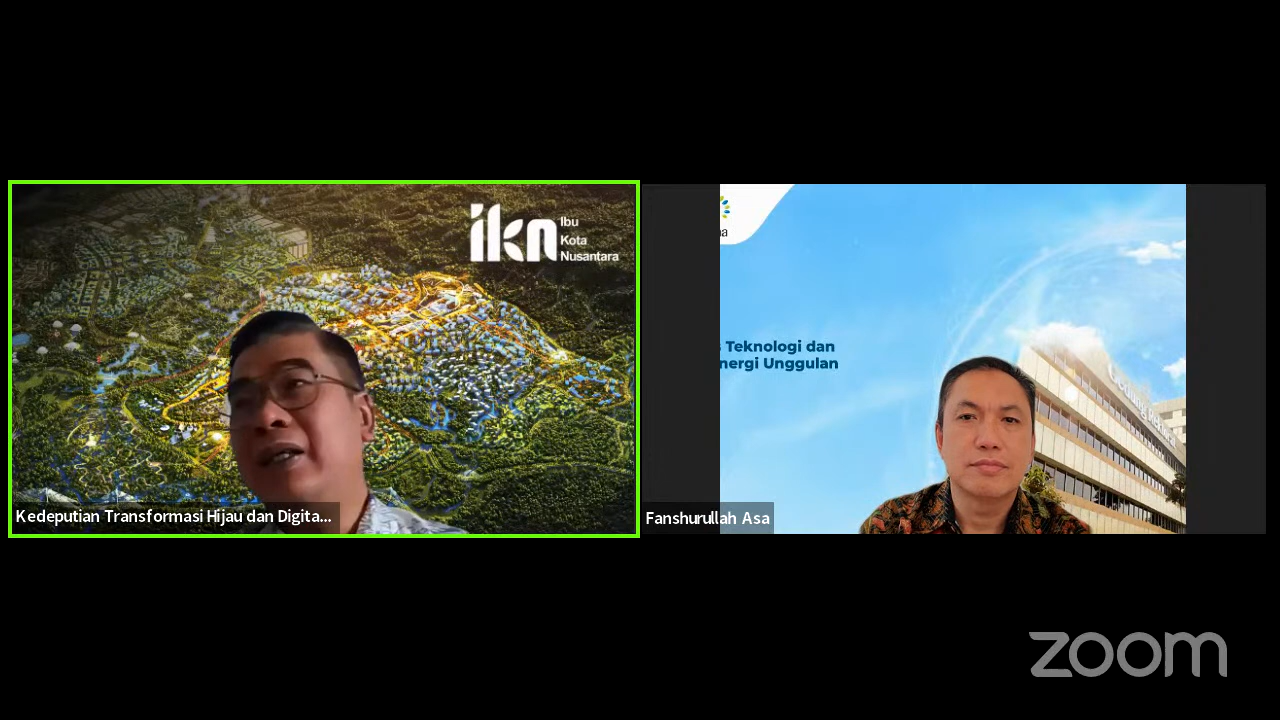 ikn
Ibu
Kota
Nusantara
Kedeputian Transformasi Hijau dan Digita...
Teknologi dan
nergi Unggulan
Fanshurullah Asa
zoom